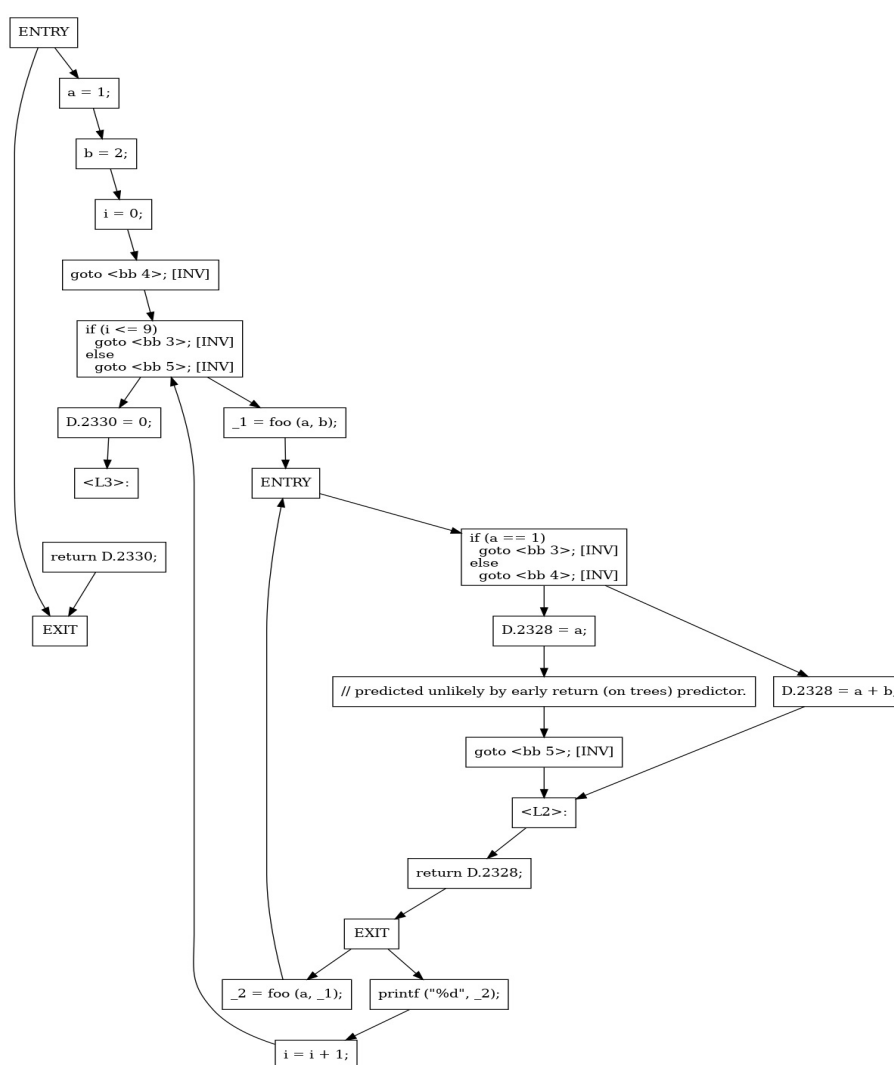 ENTRY
a = 1;
b = 2;
i = 0;
goto <bb 4>; [INV]
if (i <= 9)
goto <bb 3>; [INV]
else
goto <bb 5>; [INV]
D.2330 = 0;
_1 = foo (a, b);
<L3>:
ENTRY
return D.2330;
if (a == 1)
goto <bb 3>; [INV]
else
goto <bb 4>; [INV]
EXIT
D.2328 = a;
// predicted unlikely by early return (on trees) predictor.
D.2328 = a + b;
goto <bb 5>; [INV]
<L2>:
return D.2328;
EXIT
_2 = foo (a, _1);
printf ("%d", _2);
i = i + 1;